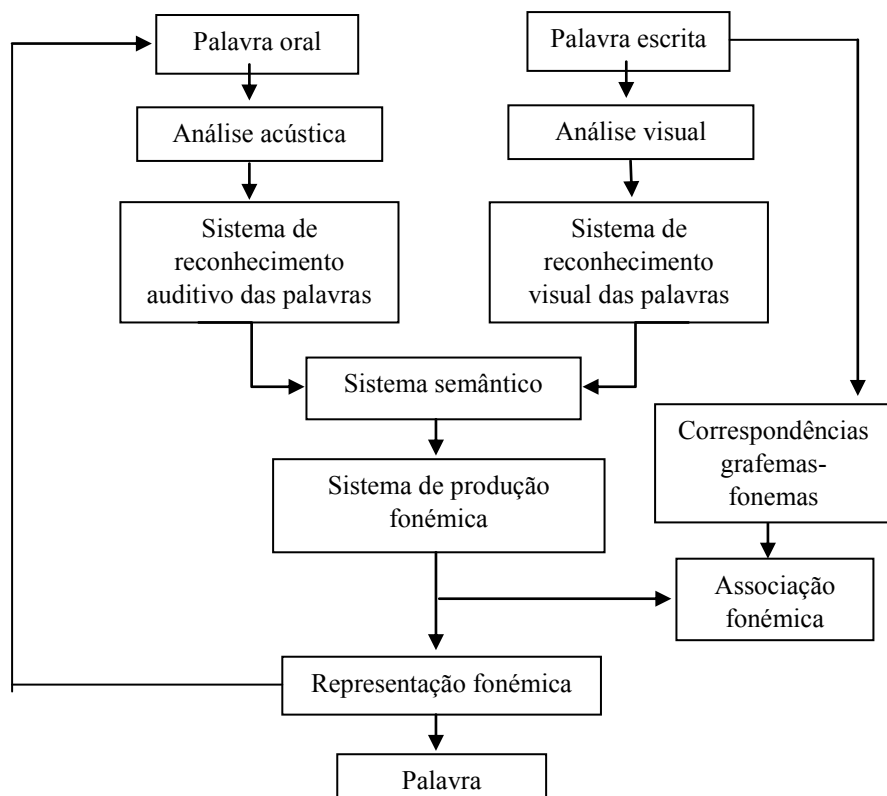 Palavra oral
Palavra escrita
Análise acústica
Análise visual
Sistema de
reconhecimento
auditivo das palavras
Sistema de
reconhecimento
visual das palavras
Sistema semântico
Correspondências
grafemas-
fonemas
Sistema de produção
fonémica
Associação
fonémica
Representação fonémica
Palavra